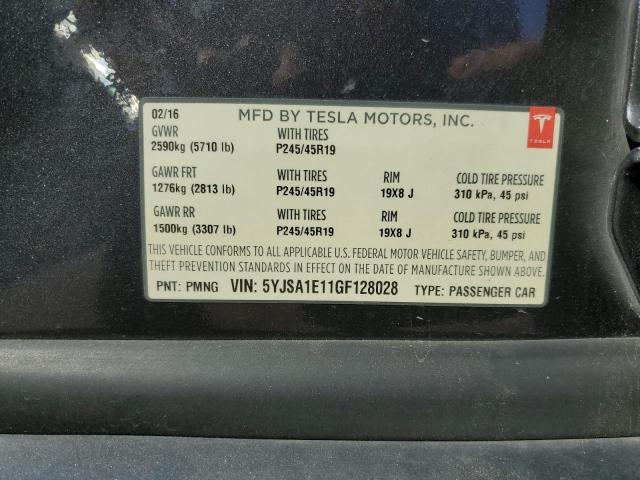 02/16 MFD BY TESLA MOTORS, INC.
GVWR WITH TIRES
2590kg (5710 lb) P245/45R19
TESLA
GAWR FRT WITH TIRES RIM COLD TIRE PRESSURE
1276kg (2813 lb) P245/45R19 19X8 J 310 kPa, 45 psi
GAWR RR WITH TIRES RIM COLD TIRE PRESSURE
1500kg (3307 lb) P245/45R19 19X8 J 310 kPa, 45 psi
THIS VEHICLE CONFORMS TO ALL APPLICABLE U.S. FEDERAL MOTOR VEHICLE SAFETY, BUMPER, AND
THEFT PREVENTION STANDARDS IN EFFECT ON THE DATE OF MANUFACTURE SHOWN ABOVE.
PNT: PMNG VIN: 5YJSA1E11GF128028 TYPE: PASSENGER CAR